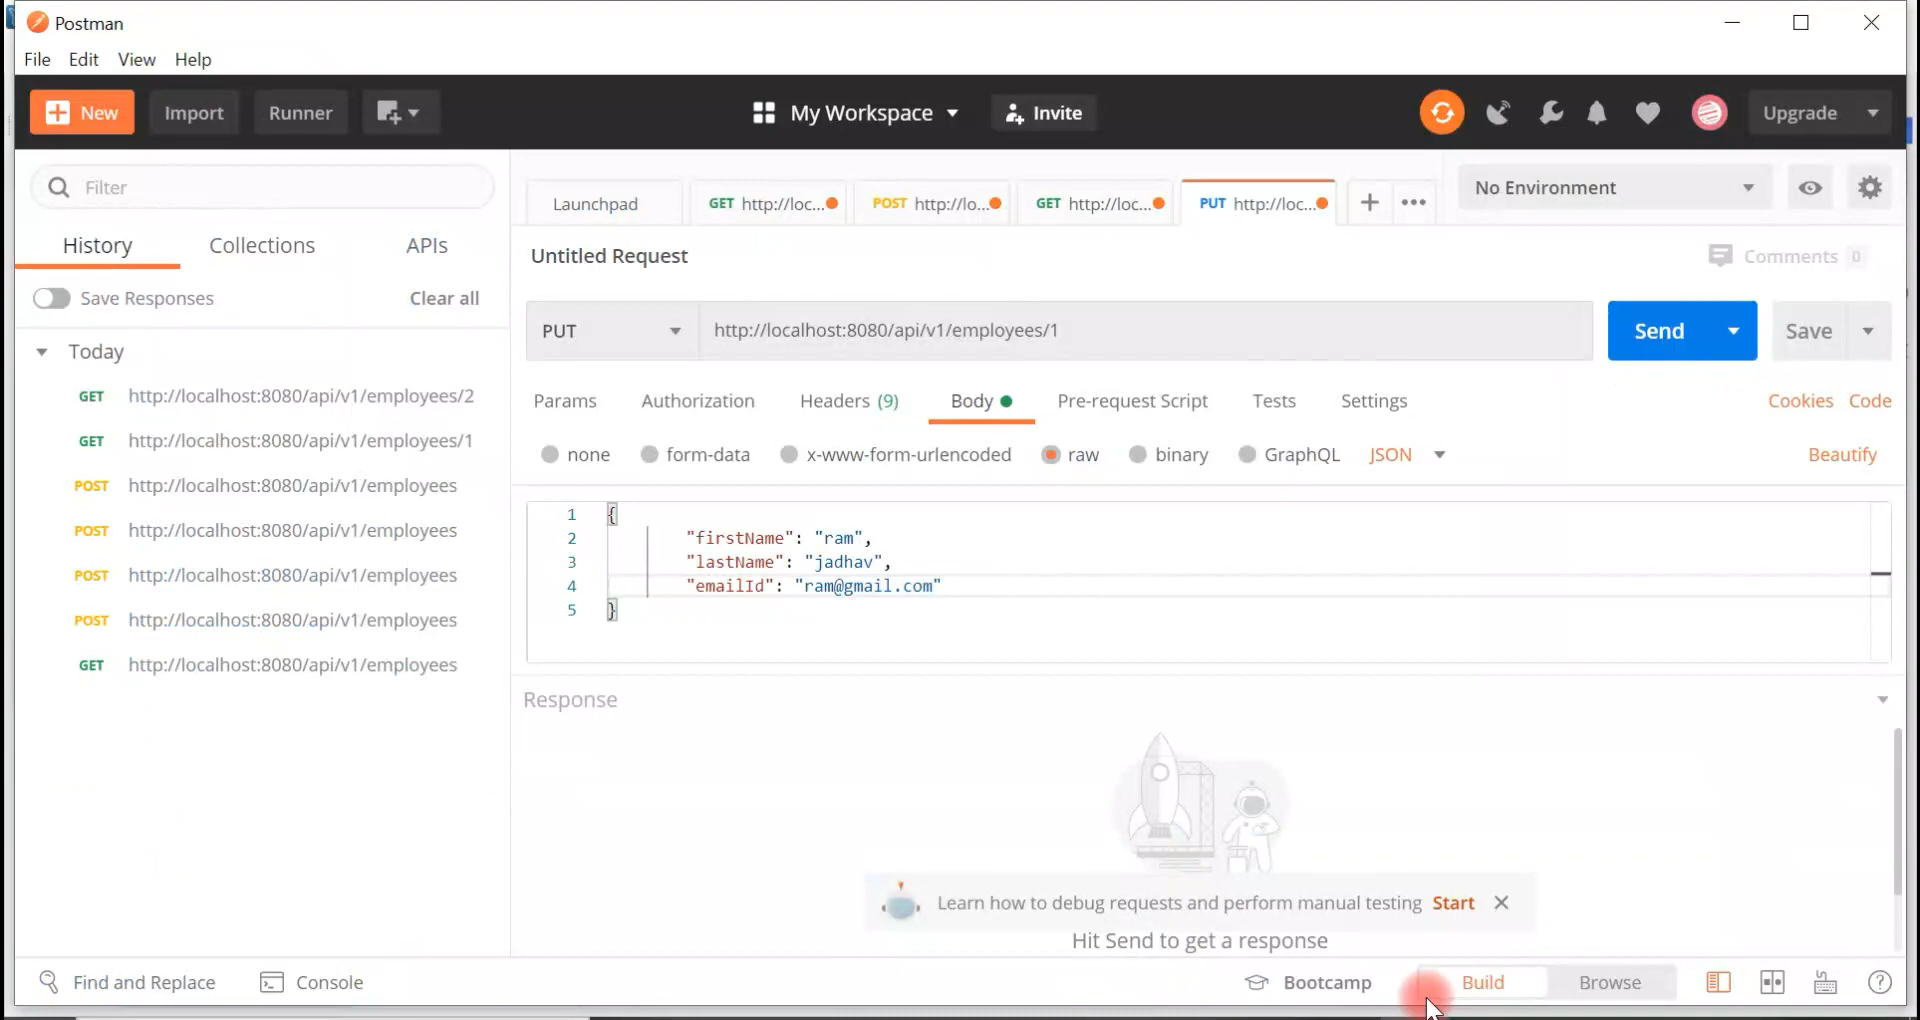 Postman
File Edit View Help
New Import Runner My Workspace Invite Upgrade
Filter
History Collections APIs
Save Responses Clear all
Today
GET http://localhost:8080/api/v1/employees/2
GET http://localhost:8080/api/v1/employees/1
POST http://localhost:8080/api/v1/employees
POST http://localhost:8080/api/v1/employees
POST http://localhost:8080/api/v1/employees
POST http://localhost:8080/api/v1/employees
GET http://localhost:8080/api/v1/employees
Launchpad GET http://loc... POST http://lo... GET http://loc... PUT http://loc... No Environment
Untitled Request Comments 0
PUT http://localhost:8080/api/v1/employees/1 Send Save
Params Authorization Headers (9) Body Pre-request Script Tests Settings Cookies Code
none form-data x-www-form-urlencoded raw binary GraphQL JSON Beautify
1 {
2 "firstName": "ram",
3 "lastName": "jadhav",
4 "emailId": "ram@gmail.com"
5 }
Response
Learn how to debug requests and perform manual testing Start
Hit Send to get a response
Find and Replace Console Bootcamp Build Browse